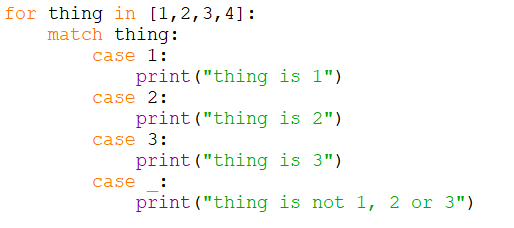 for thing in [1,2,3,4]:
    match thing:
        case 1:
            print("thing is 1")
        case 2:
            print("thing is 2")
        case 3:
            print("thing is 3")
        case _:
            print("thing is not 1, 2 or 3")